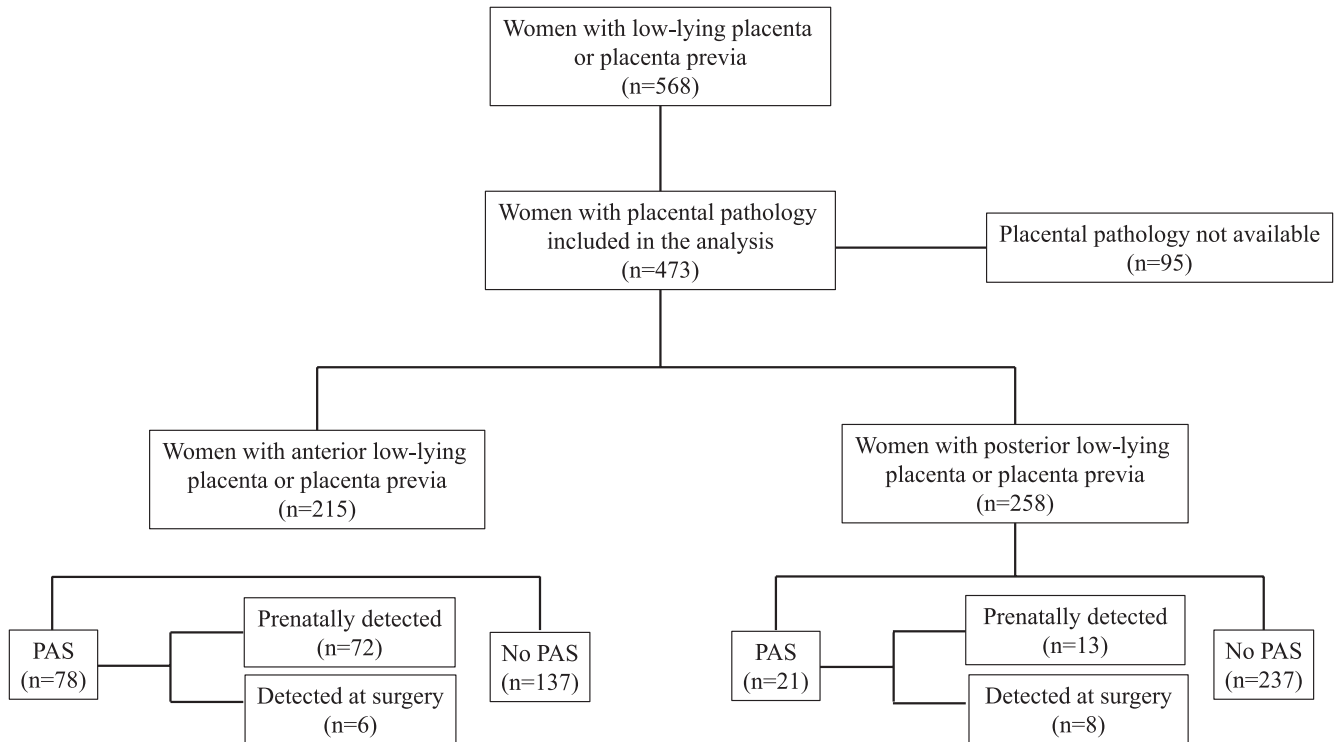 Women with low-lying placenta
or placenta previa
(n=568)
Women with placental pathology
included in the analysis
(n=473)
Placental pathology not available
(n=95)
Women with anterior low-lying
placenta or placenta previa
(n=215)
Women with posterior low-lying
placenta or placenta previa
(n=258)
PAS
(n=78)
Prenatally detected
(n=72)
Detected at surgery
(n=6)
No PAS
(n=137)
PAS
(n=21)
Prenatally detected
(n=13)
Detected at surgery
(n=8)
No PAS
(n=237)